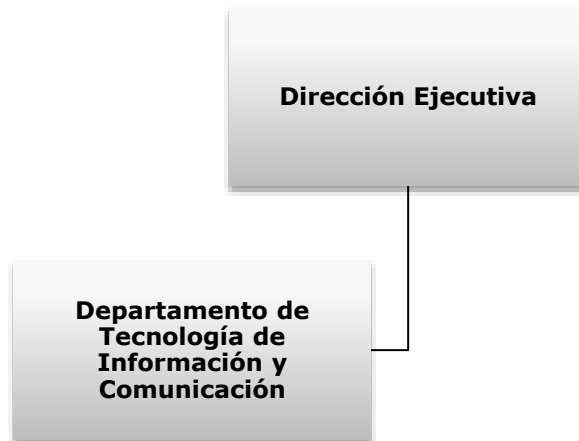 Dirección Ejecutiva
Departamento de
Tecnología de
Información y
Comunicación